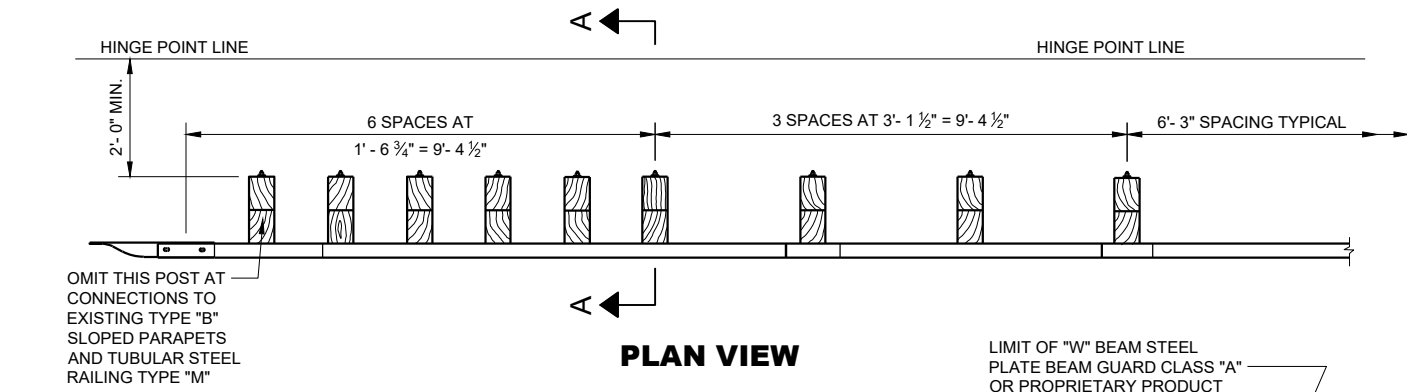 A
HINGE POINT LINE
HINGE POINT LINE
2'- 0" MIN.
6 SPACES AT
1' - 6 ¾" = 9'- 4 ½"
3 SPACES AT 3'- 1 ½" = 9'- 4 ½"
6'- 3" SPACING TYPICAL
OMIT THIS POST AT
CONNECTIONS TO
EXISTING TYPE "B"
SLOPED PARAPETS
AND TUBULAR STEEL
RAILING TYPE "M"
A
PLAN VIEW
LIMIT OF "W" BEAM STEEL
PLATE BEAM GUARD CLASS "A"
OR PROPRIETARY PRODUCT